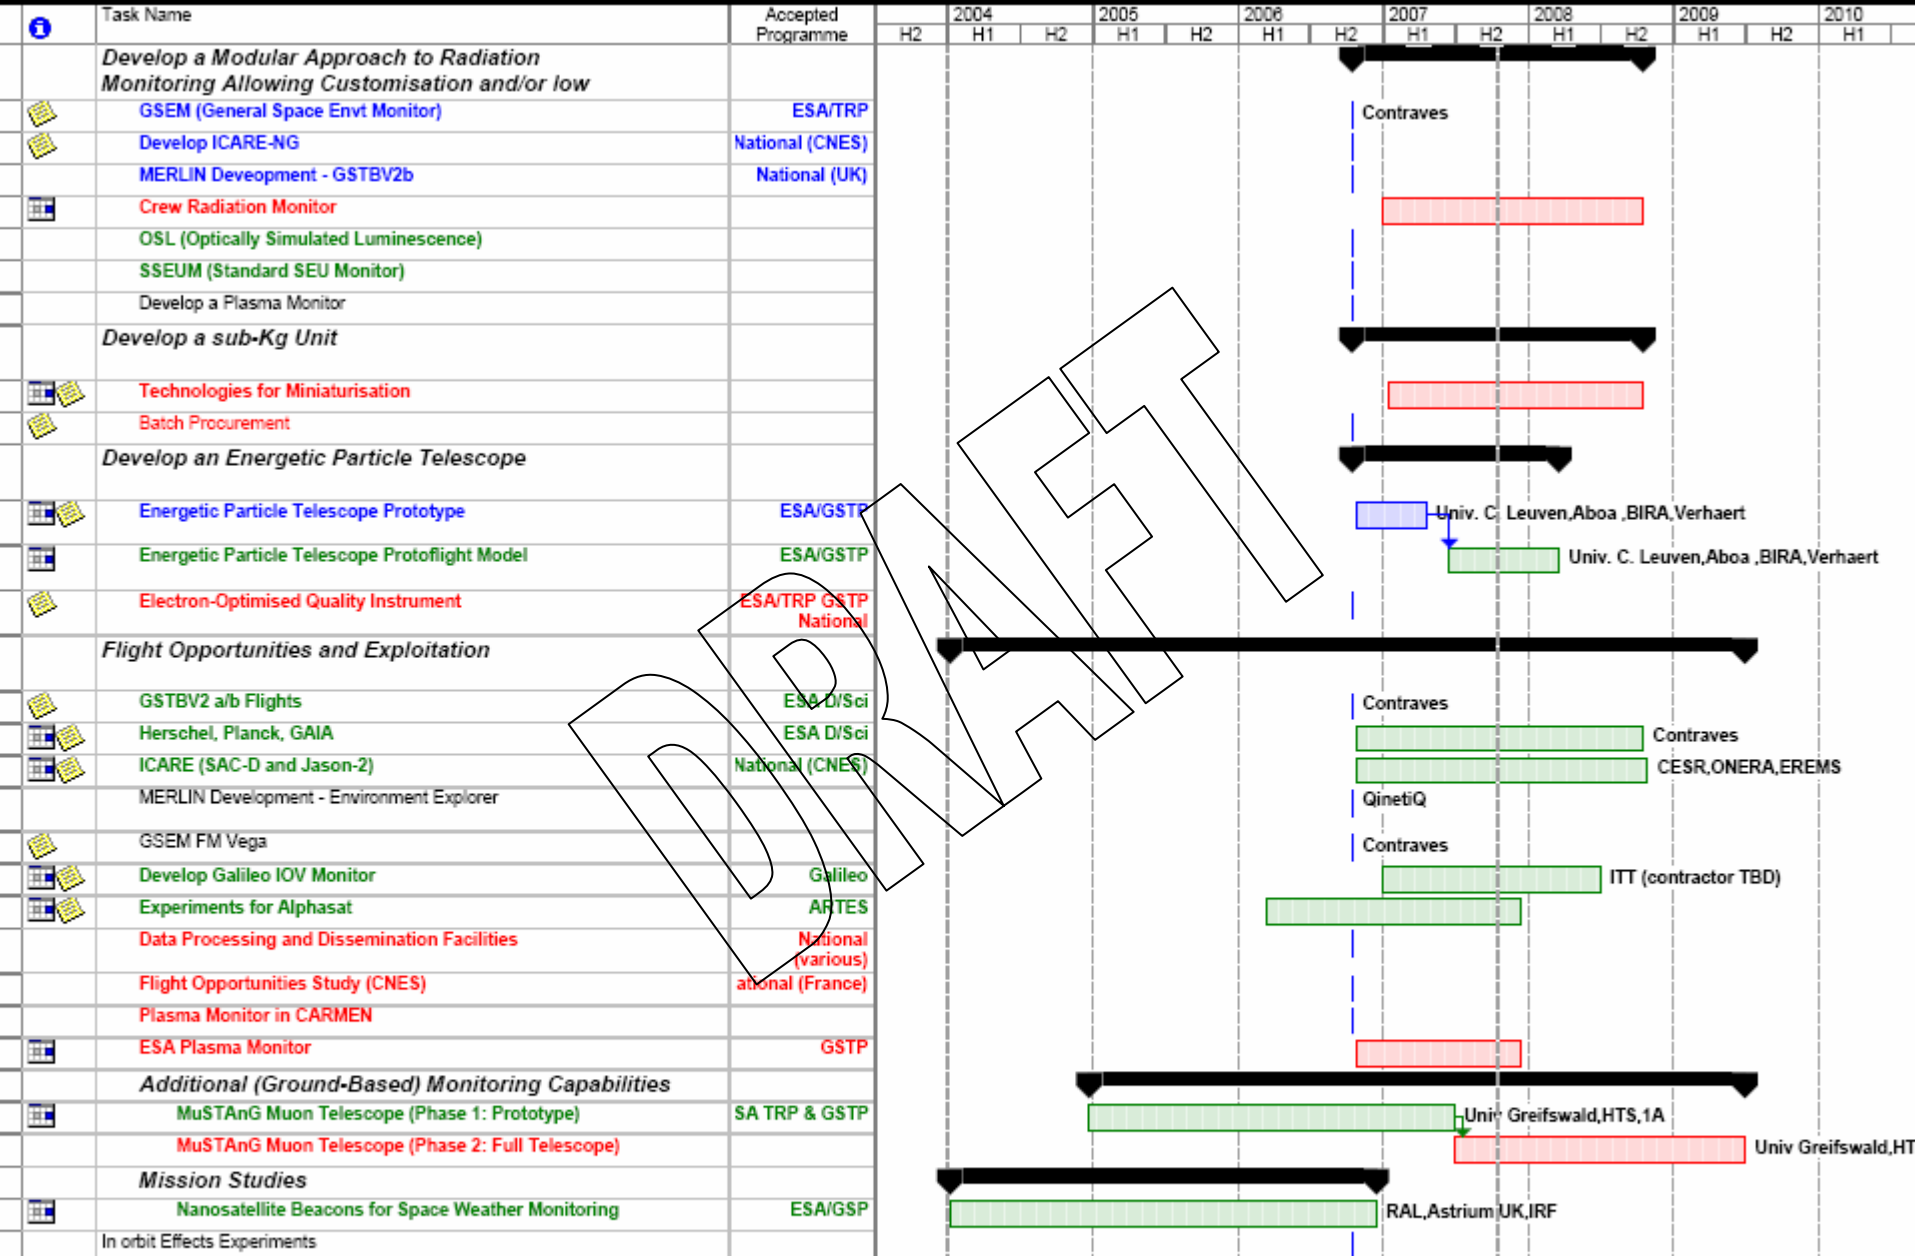 Task Name Accepted Programme 2004 2005 2006 2007 2008 2009 2010
H2 H1 H2 H1 H2 H1 H2 H1 H2 H1 H2 H1 H2 H1
Develop a Modular Approach to Radiation
Monitoring Allowing Customisation and/or low
GSEM (General Space Envt Monitor) ESA/TRP Contraves
Develop ICARE-NG National (CNES)
MERLIN Deveopment - GSTBV2b National (UK)
Crew Radiation Monitor
OSL (Optically Simulated Luminescence)
SSEUM (Standard SEU Monitor)
Develop a Plasma Monitor
Develop a sub-Kg Unit
Technologies for Miniaturisation
Batch Procurement
Develop an Energetic Particle Telescope
Energetic Particle Telescope Prototype ESA/GSTP Univ. C. Leuven,Aboa ,BIRA,Verhaert
Energetic Particle Telescope Protoflight Model ESA/GSTP Univ. C. Leuven,Aboa ,BIRA,Verhaert
Electron-Optimised Quality Instrument ESA/TRP GSTP
National
Flight Opportunities and Exploitation
GSTBV2 a/b Flights ESA D/Sci Contraves
Herschel, Planck, GAIA ESA D/Sci Contraves
ICARE (SAC-D and Jason-2) National (CNES) CESR,ONERA,EREMS
MERLIN Development - Environment Explorer QinetiQ
GSEM FM Vega Contraves
Develop Galileo IOV Monitor Galileo ITT (contractor TBD)
Experiments for Alphasat ARTES
Data Processing and Dissemination Facilities National
(various)
Flight Opportunities Study (CNES) ational (France)
Plasma Monitor in CARMEN
ESA Plasma Monitor GSTP
Additional (Ground-Based) Monitoring Capabilities
MuSTAnG Muon Telescope (Phase 1: Prototype) SA TRP & GSTP Univ Greifswald,HTS,1A
MuSTAnG Muon Telescope (Phase 2: Full Telescope) Univ Greifswald,HT
Mission Studies
Nanosatellite Beacons for Space Weather Monitoring ESA/GSP RAL,Astrium UK,IRF
In orbit Effects Experiments
DRAFT